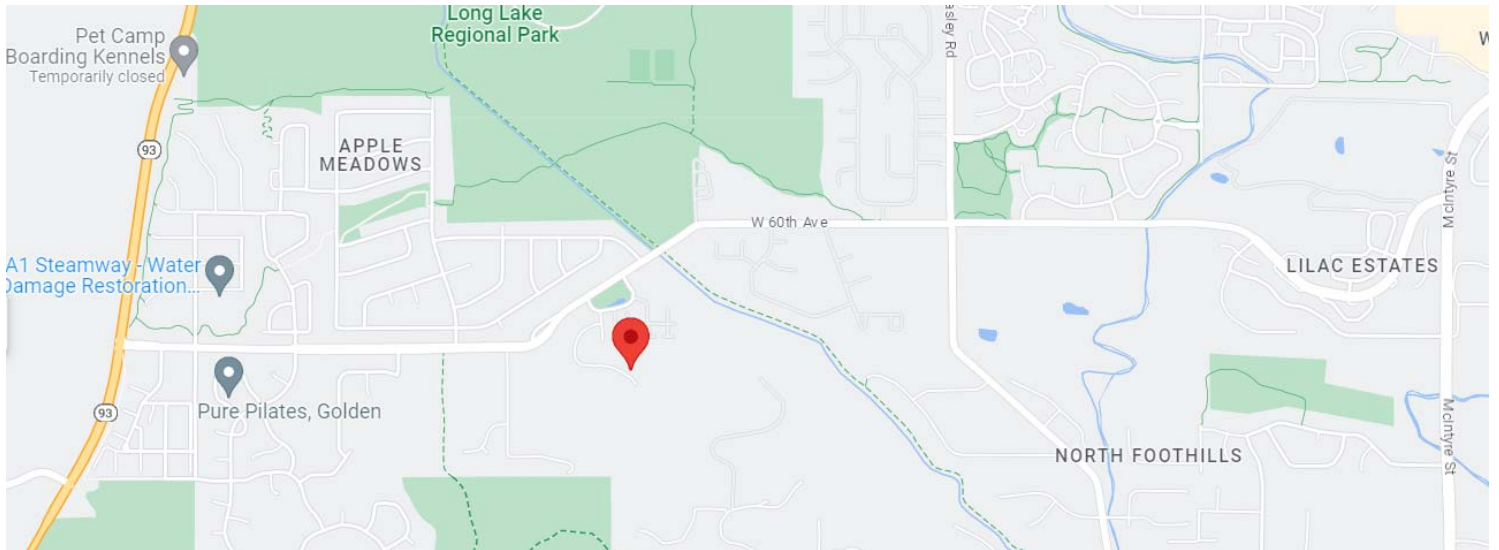 Long Lake
Regional Park
Pet Camp
Boarding Kennels
Temporarily closed
93
APPLE
MEADOWS
W 60th Ave
McIntyre St
A1 Steamway - Water
Damage Restoration...
LILAC ESTATES
Pure Pilates, Golden
93
NORTH FOOTHILLS
McIntyre St